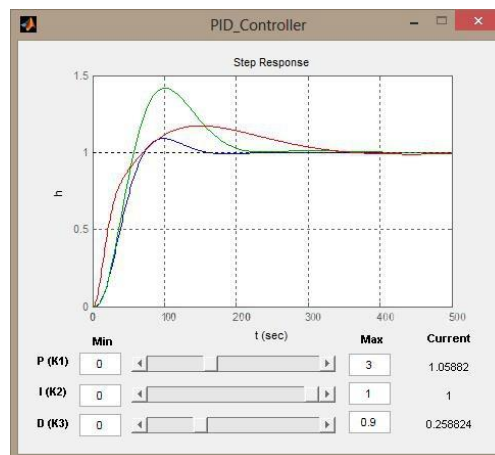 PID_Controller
Step Response
1.5
1
0.5
0
h
0 100 200 300 400 500
t (sec)
Min Max Current
P (K1) 0 3 1.05882
I (K2) 0 1 1
D (K3) 0 0.9 0.258824